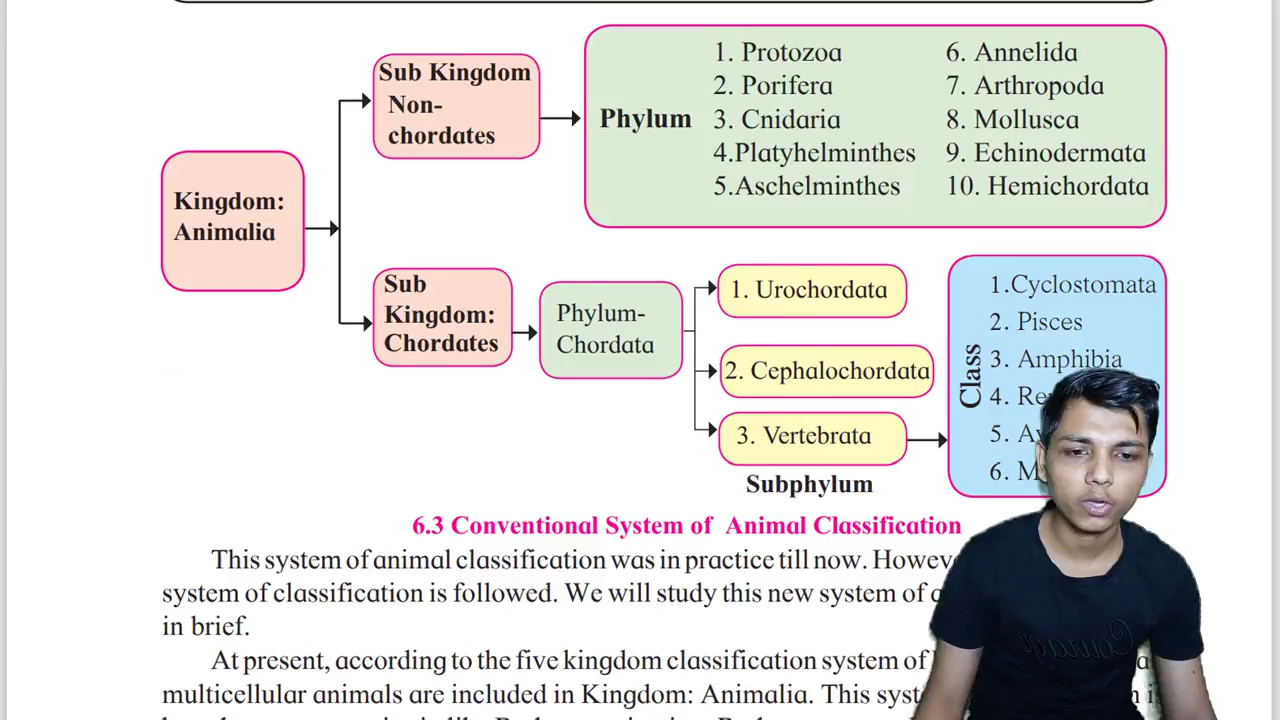 Sub Kingdom
Non-
chordates
Phylum
1. Protozoa
2. Porifera
3. Cnidaria
4.Platyhelminthes
5.Aschelminthes
6. Annelida
7. Arthropoda
8. Mollusca
9. Echinodermata
10. Hemichordata
Kingdom:
Animalia
Sub
Kingdom:
Chordates
Phylum-
Chordata
1. Urochordata
2. Cephalochordata
3. Vertebrata
Subphylum
Class
1.Cyclostomata
2. Pisces
3. Amphibia
4.
5.
6.
6.3 Conventional System of Animal Classification
This system of animal classification was in practice till now.
system of classification is followed. We will study this new system of
in brief.
At present, according to the five kingdom classification system of
multicellular animals are included in Kingdom: Animalia. This